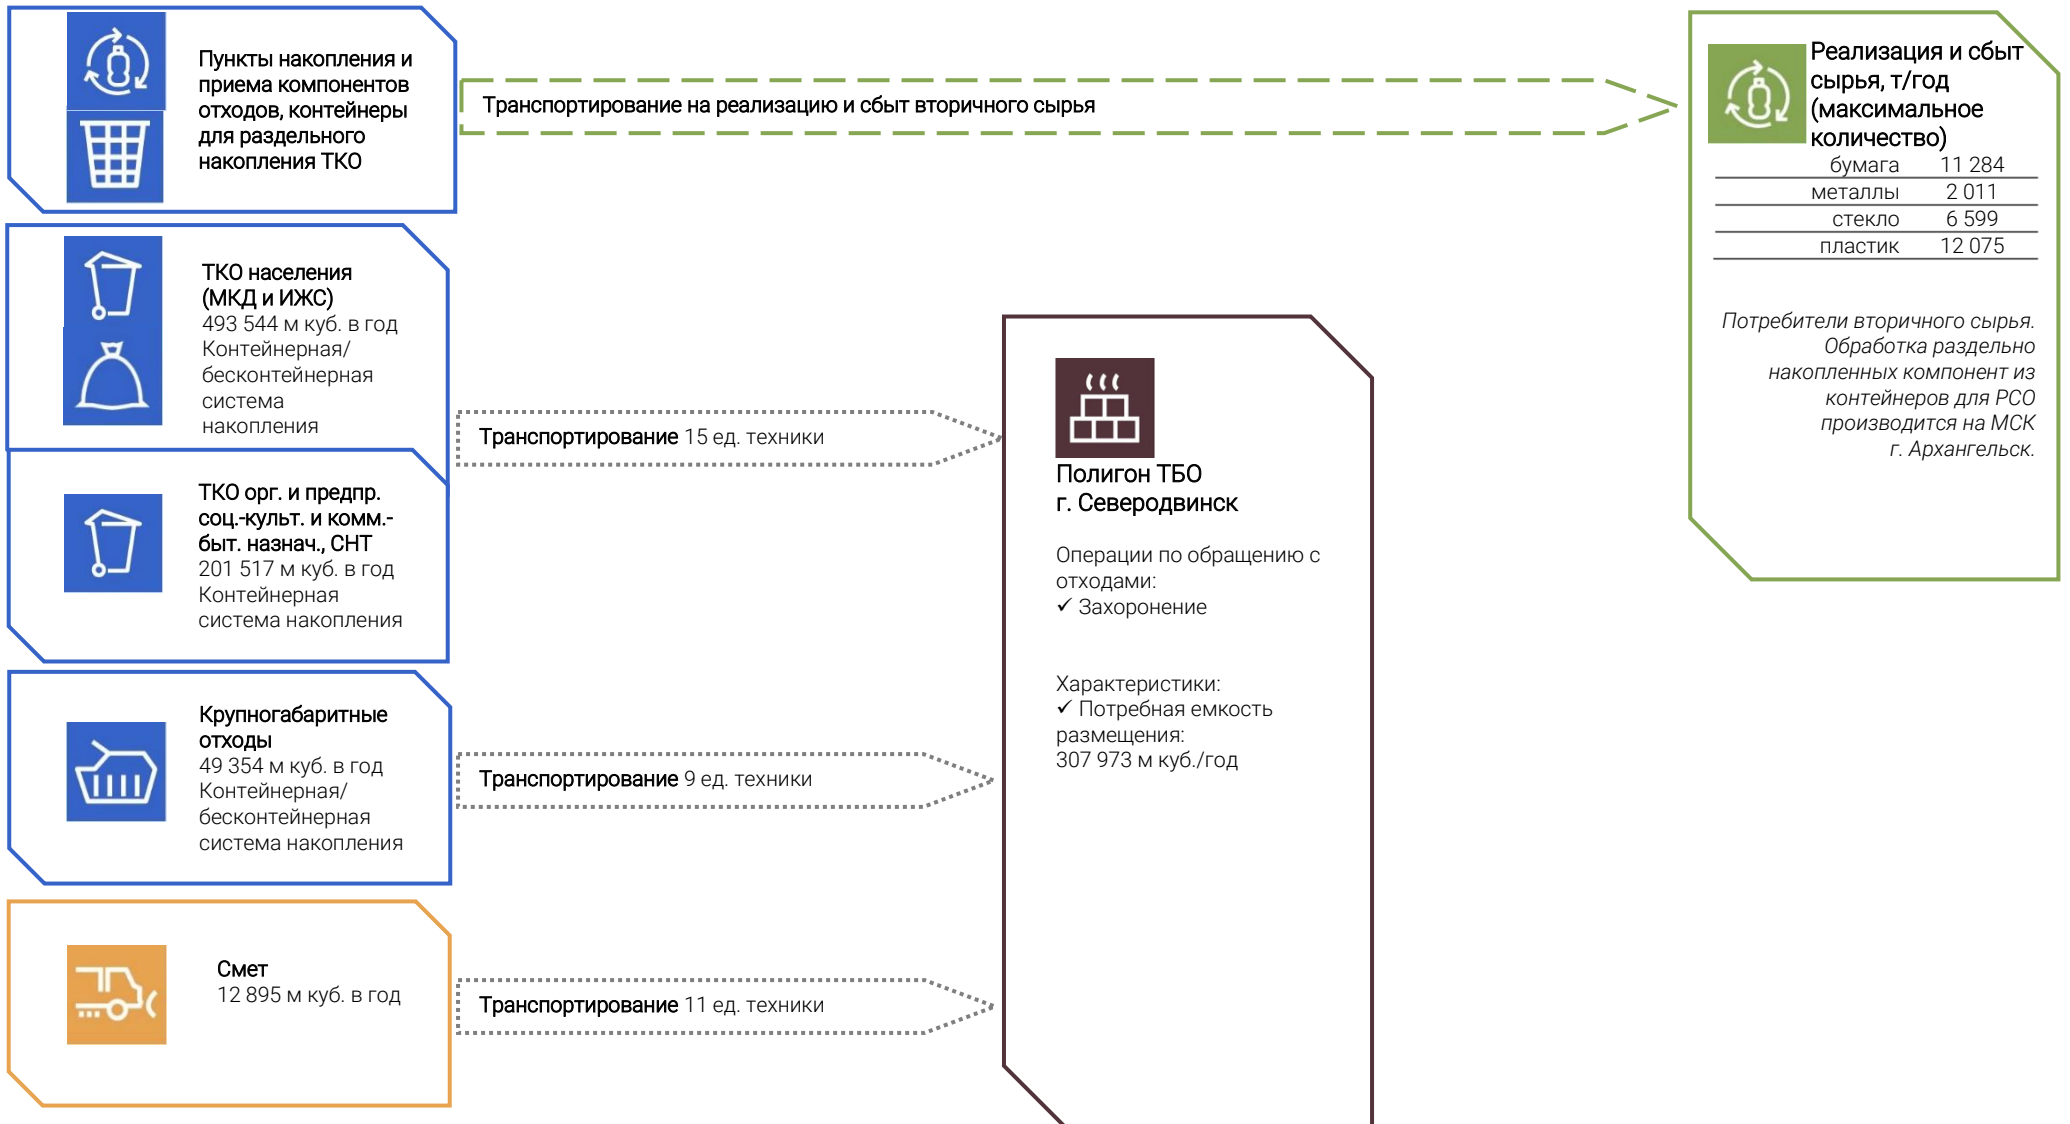 Пункты накопления и
приема компонентов
отходов, контейнеры
для раздельного
накопления ТКО
Транспортирование на реализацию и сбыт вторичного сырья
Реализация и сбыт
сырья, т/год
(максимальное
количество)
бумага 11 284
металлы 2 011
стекло 6 599
пластик 12 075
Потребители вторичного сырья.
Обработка раздельно
накопленных компонент из
контейнеров для РСО
производится на МСК
г. Архангельск.
ТКО населения
(МКД и ИЖС)
493 544 м куб. в год
Контейнерная/
бесконтейнерная
система
накопления
Транспортирование 15 ед. техники
ТКО орг. и предпр.
соц.-культ. и комм.-
быт. назнач., СНТ
201 517 м куб. в год
Контейнерная
система накопления
Полигон ТБО
г. Северодвинск
Операции по обращению с
отходами:
✓ Захоронение
Характеристики:
✓ Потребная емкость
размещения:
307 973 м куб./год
Крупногабаритные
отходы
49 354 м куб. в год
Контейнерная/
бесконтейнерная
система накопления
Транспортирование 9 ед. техники
Смет
12 895 м куб. в год
Транспортирование 11 ед. техники